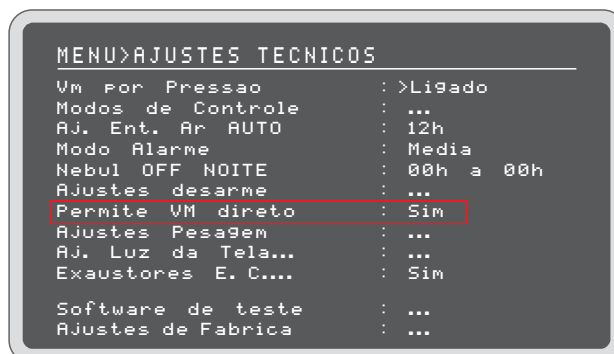 MENU>AJUSTES TECNICOS
Vm por Pressao : >Ligado
Modos de Controle : ...
Aj. Ent. Ar AUTO : 12h
Modo Alarme : Media
Nebul OFF NOITE : 00h a 00h
Ajustes desarme : ...
Permite VM direto : Sim
Ajustes Pesagem : ...
Aj. Luz da Tela... : ...
Exaustores E.C.... : Sim
Software de teste : ...
Ajustes de Fabrica : ...